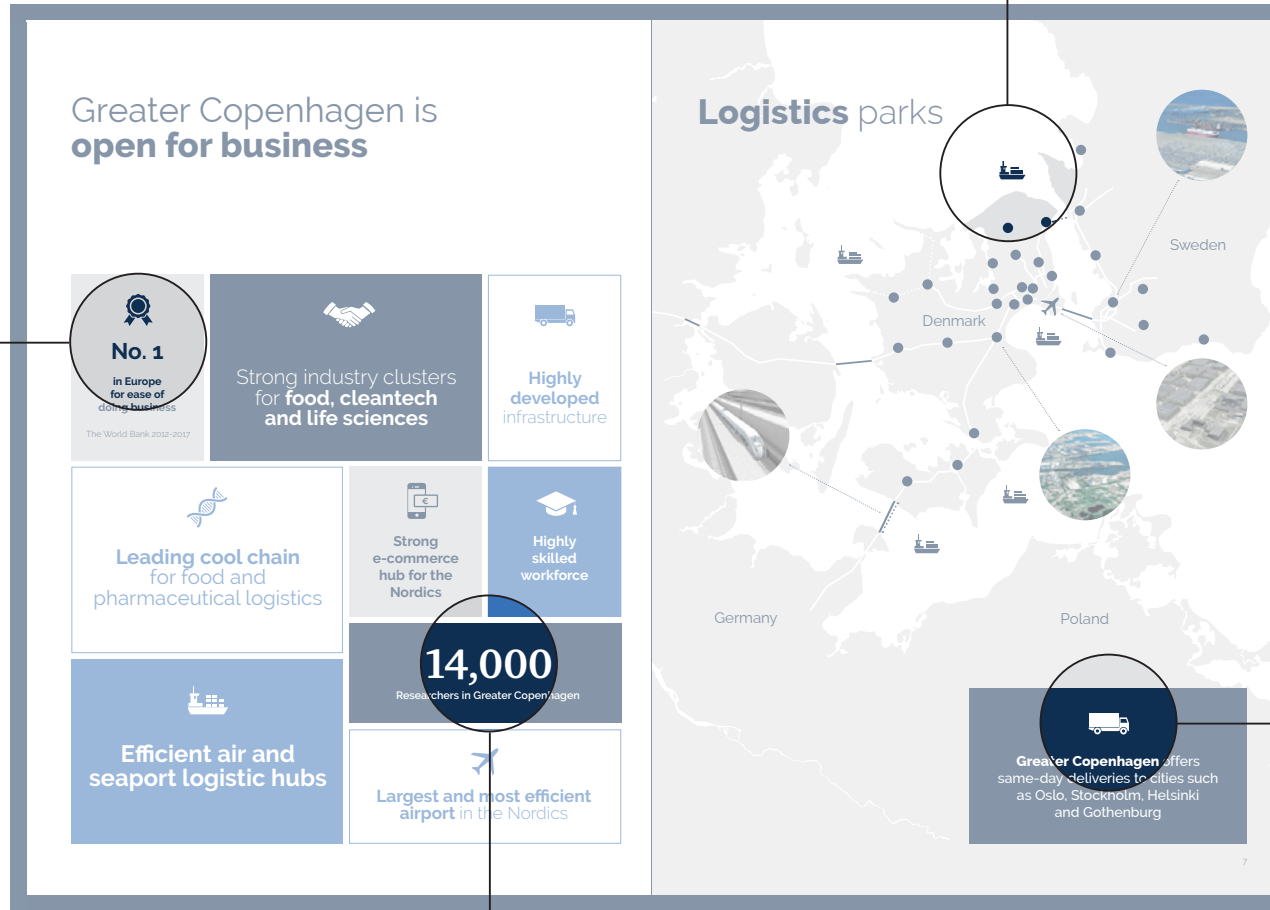 Greater Copenhagen is
open for business
No. 1
in Europe
for ease of
doing business
The World Bank 2012-2017
Strong industry clusters
for food, cleantech
and life sciences
Highly
developed
infrastructure
Leading cool chain
for food and
pharmaceutical logistics
€
Strong
e-commerce
hub for the
Nordics
Highly
skilled
workforce
14,000
Researchers in Greater Copenhagen
Efficient air and
seaport logistic hubs
Largest and most efficient
airport in the Nordics
Logistics parks
Sweden
Denmark
Germany
Poland
Greater Copenhagen offers
same-day deliveries to cities such
as Oslo, Stockholm, Helsinki
and Gothenburg
7